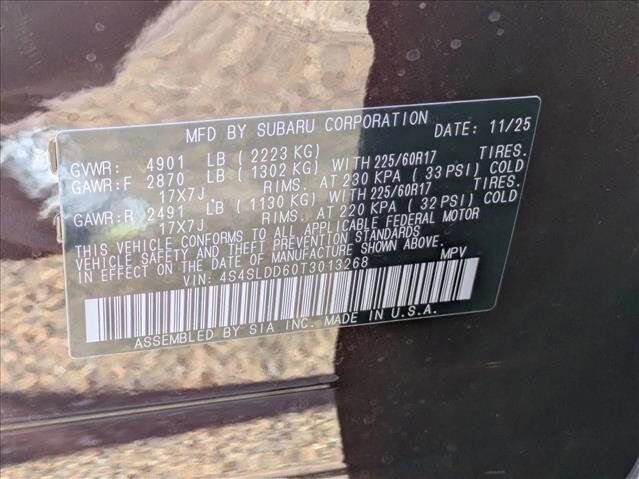 MFD BY SUBARU CORPORATION DATE: 11/25
GVWR: 4901 LB (2223 KG)
GAWR:F 2870 LB (1302 KG) WITH 225/60R17 TIRES.
17X7J RIMS. AT 230 KPA (33 PSI) COLD
GAWR:R 2491 LB (1130 KG) WITH 225/60R17 TIRES.
17X7J RIMS. AT 220 KPA (32 PSI) COLD
THIS VEHICLE CONFORMS TO ALL APPLICABLE FEDERAL MOTOR
VEHICLE SAFETY, BUMPER, AND THEFT PREVENTION STANDARDS
IN EFFECT ON THE DATE OF MANUFACTURE SHOWN ABOVE.
VIN: 4S4SLDD60T3013268 MPV
ASSEMBLED BY SIA INC. MADE IN U.S.A.